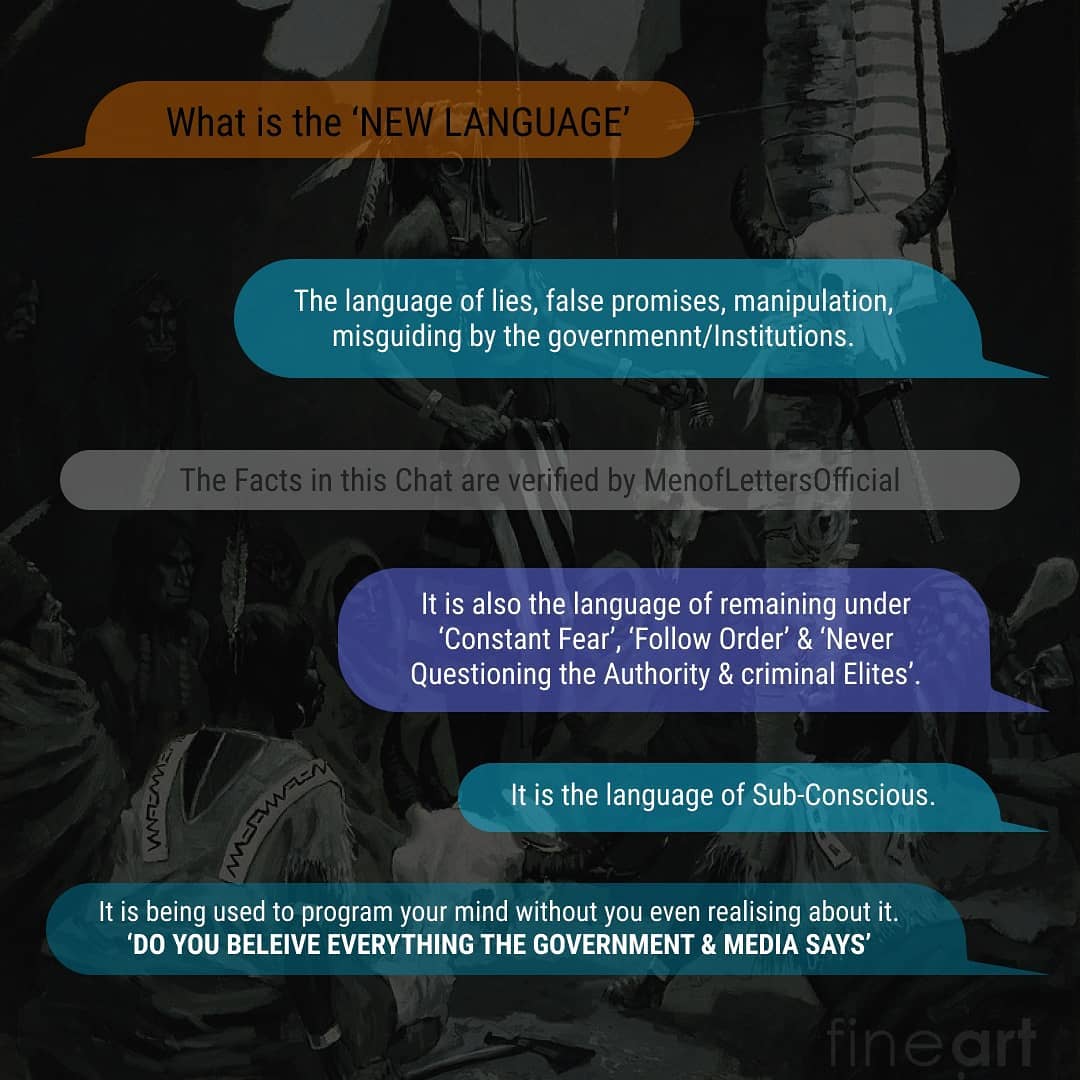 What is the ‘NEW LANGUAGE’
The language of lies, false promises, manipulation,
misguiding by the governmennt/Institutions.
The Facts in this Chat are verified by MenofLettersOfficial
It is also the language of remaining under
‘Constant Fear’, ‘Follow Order’ & ‘Never
Questioning the Authority & criminal Elites’.
It is the language of Sub-Conscious.
It is being used to program your mind without you even realising about it.
‘DO YOU BELEIVE EVERYTHING THE GOVERNMENT & MEDIA SAYS’
fineart